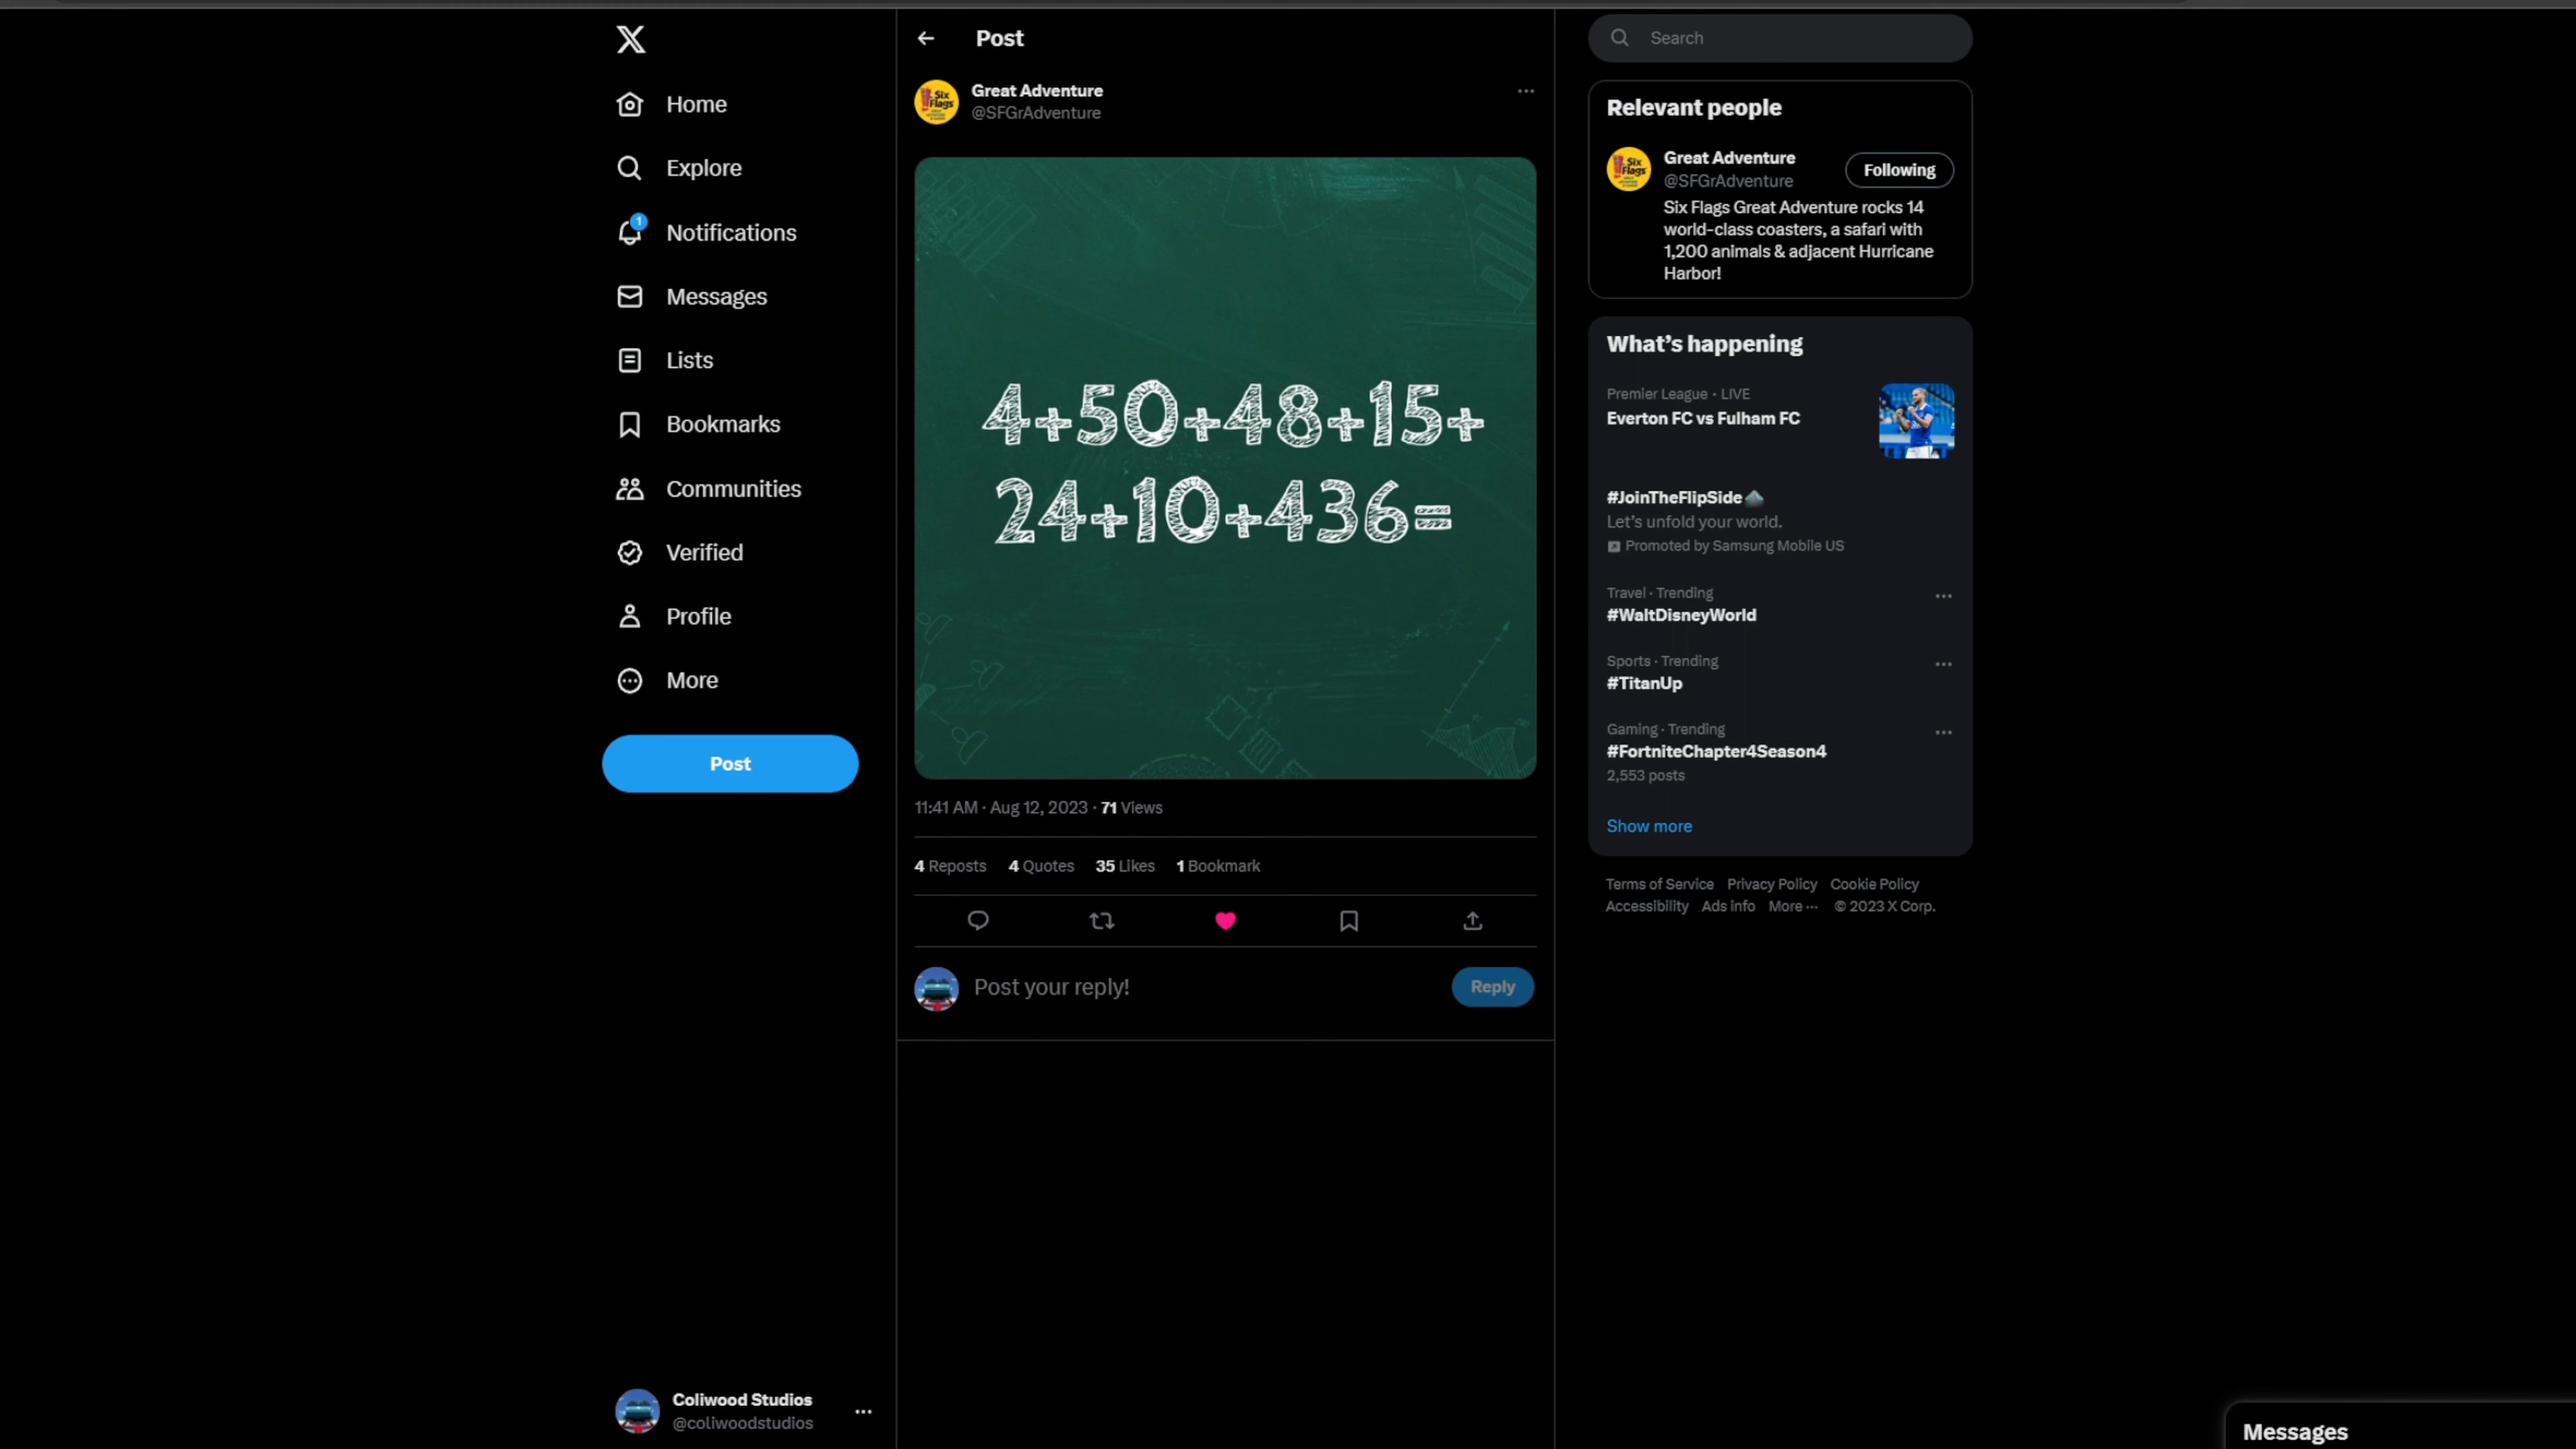 Home
Explore
1
Notifications
Messages
Lists
Bookmarks
Communities
Verified
Profile
More
Post
Coliwood Studios
@coliwoodstudios
Post
Six Flags
Great Adventure
@SFGrAdventure
4+50+48+15+
24+10+436=
11:41 AM · Aug 12, 2023 · 71 Views
4 Reposts 4 Quotes 35 Likes 1 Bookmark
Post your reply!
Reply
Search
Relevant people
Six Flags
Great Adventure
@SFGrAdventure
Following
Six Flags Great Adventure rocks 14
world-class coasters, a safari with
1,200 animals & adjacent Hurricane
Harbor!
What's happening
Premier League · LIVE
Everton FC vs Fulham FC
#JoinTheFlipSide
Let's unfold your world.
Promoted by Samsung Mobile US
Travel · Trending
#WaltDisneyWorld
Sports · Trending
#TitanUp
Gaming · Trending
#FortniteChapter4Season4
2,553 posts
Show more
Terms of Service Privacy Policy Cookie Policy
Accessibility Ads info More ··· © 2023 X Corp.
Messages